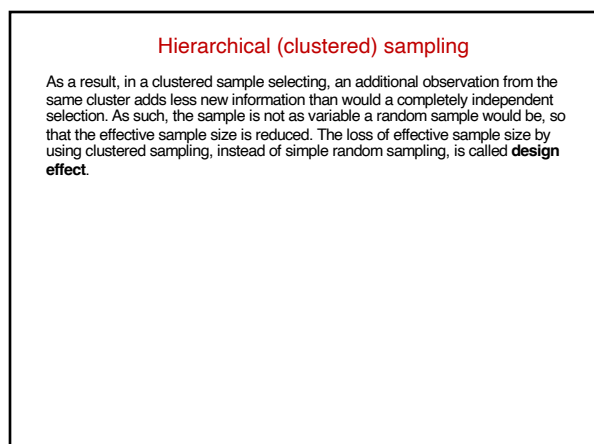 Hierarchical (clustered) sampling
As a result, in a clustered sample selecting, an additional observation from the
same cluster adds less new information than would a completely independent
selection. As such, the sample is not as variable a random sample would be, so
that the effective sample size is reduced. The loss of effective sample size by
using clustered sampling, instead of simple random sampling, is called design
effect.